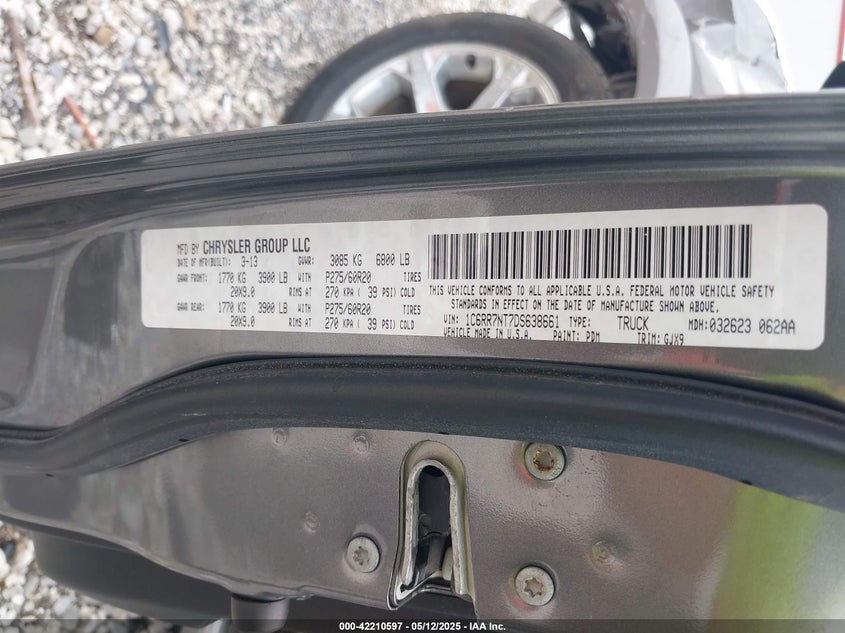 MFD BY CHRYSLER GROUP LLC
DATE OF MFR(BUILT): 3-13 GVWR: 3085 KG 6800 LB
GAWR FRONT: 1770 KG 3900 LB WITH P275/60R20 TIRES
20X9.0 RIMS AT 270 KPA ( 39 PSI) COLD
GAWR REAR: 1770 KG 3900 LB WITH P275/60R20 TIRES
20X9.0 RIMS AT 270 KPA ( 39 PSI) COLD
THIS VEHICLE CONFORMS TO ALL APPLICABLE U.S.A. FEDERAL MOTOR VEHICLE SAFETY
STANDARDS IN EFFECT ON THE DATE OF MANUFACTURE SHOWN ABOVE.
VIN: 1C6RR7NT7DS638661 TYPE: TRUCK MDH:032623 062AA
VEHICLE MADE IN U.S.A. PAINT: PDM TRIM: GJX9
000-42210597 - 05/12/2025 - IAA Inc.